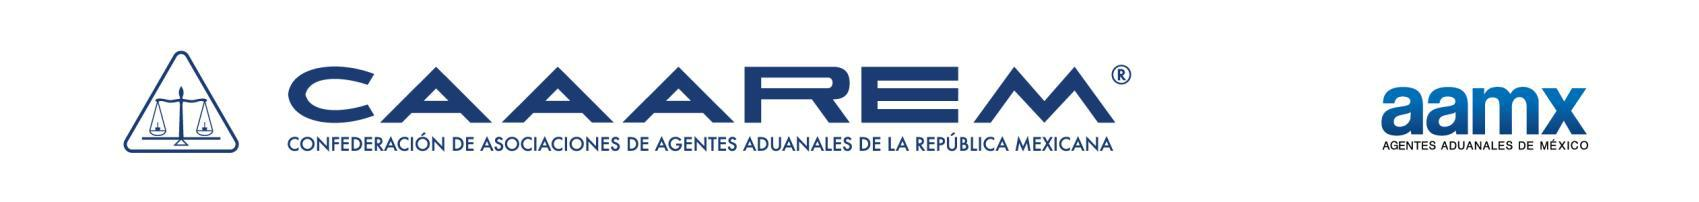 CAAAREM®
CONFEDERACIÓN DE ASOCIACIONES DE AGENTES ADUANALES DE LA REPÚBLICA MEXICANA
aamx
AGENTES ADUANALES DE MÉXICO